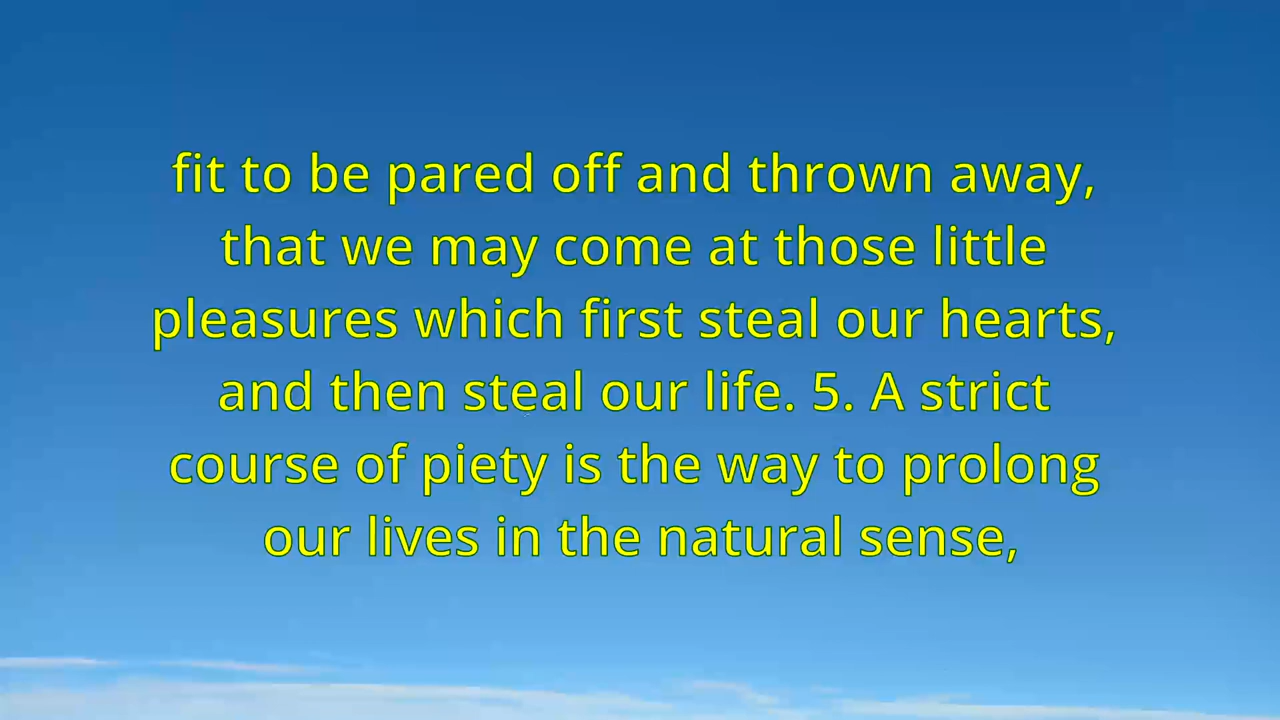 fit to be pared off and thrown away,
that we may come at those little
pleasures which first steal our hearts,
and then steal our life. 5. A strict
course of piety is the way to prolong
our lives in the natural sense,